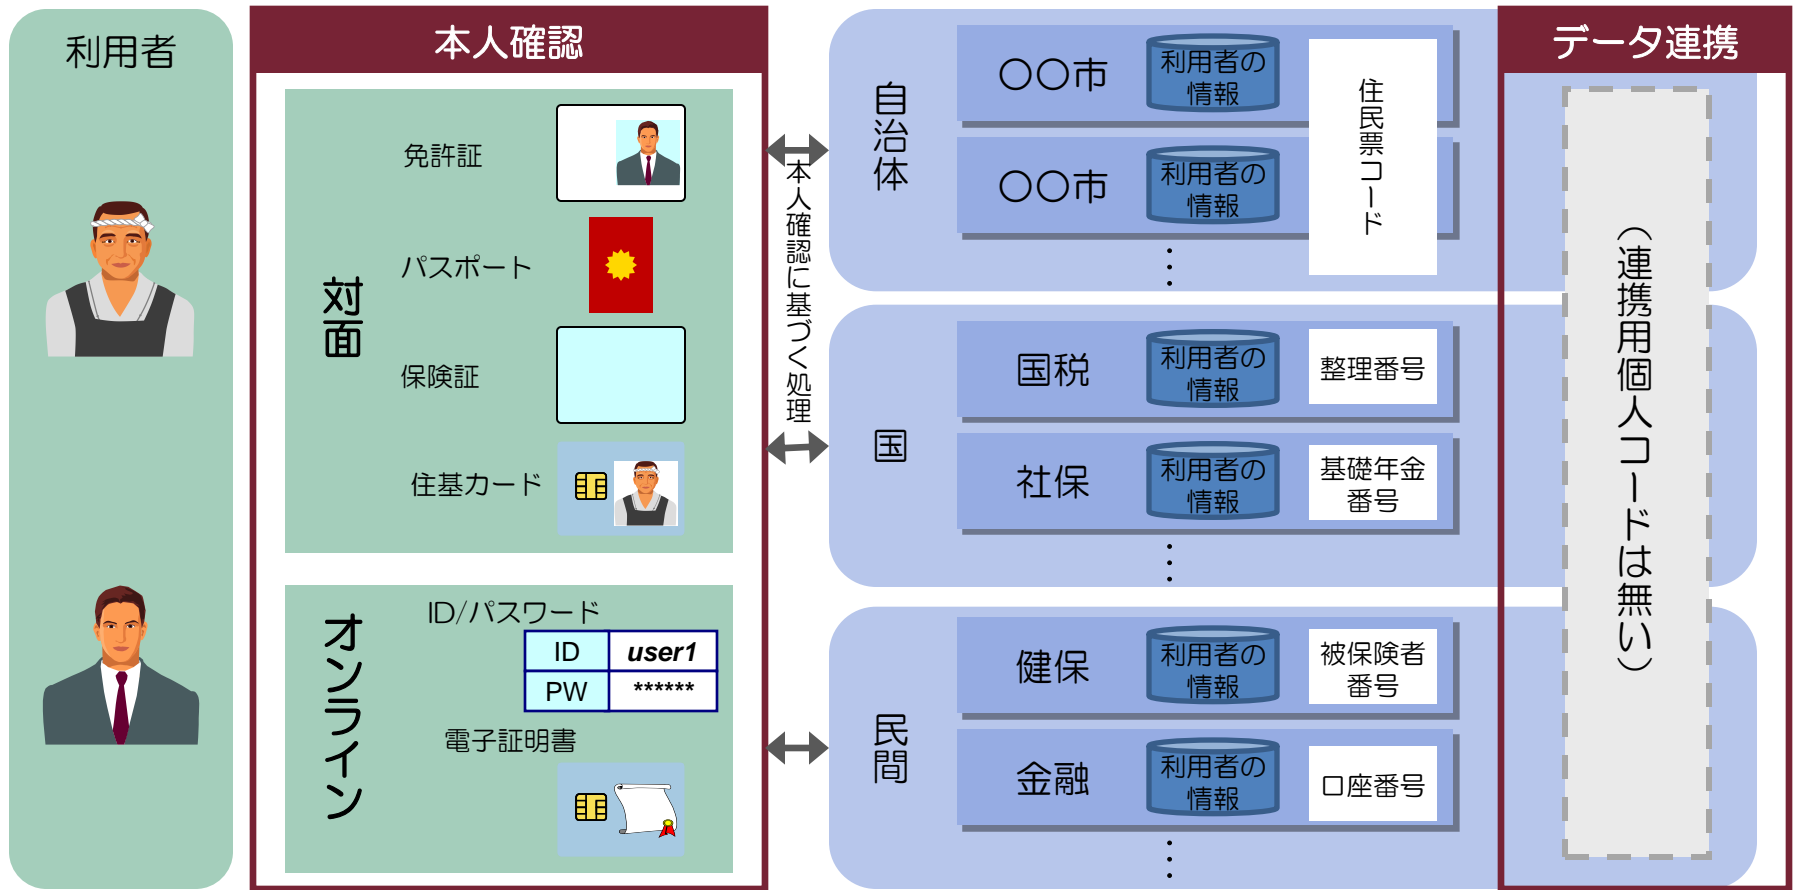 利用者
本人確認
対面
免許証
パスポート
保険証
住基カード
オンライン
ID/パスワード
ID
user1
PW
******
電子証明書
本人確認に基づく処理
自治体
〇〇市
利用者の
情報
〇〇市
利用者の
情報
住民票コード
国
国税
利用者の
情報
整理番号
社保
利用者の
情報
基礎年金
番号
民間
健保
利用者の
情報
被保険者
番号
金融
利用者の
情報
口座番号
データ連携
（連携用個人コードは無い）